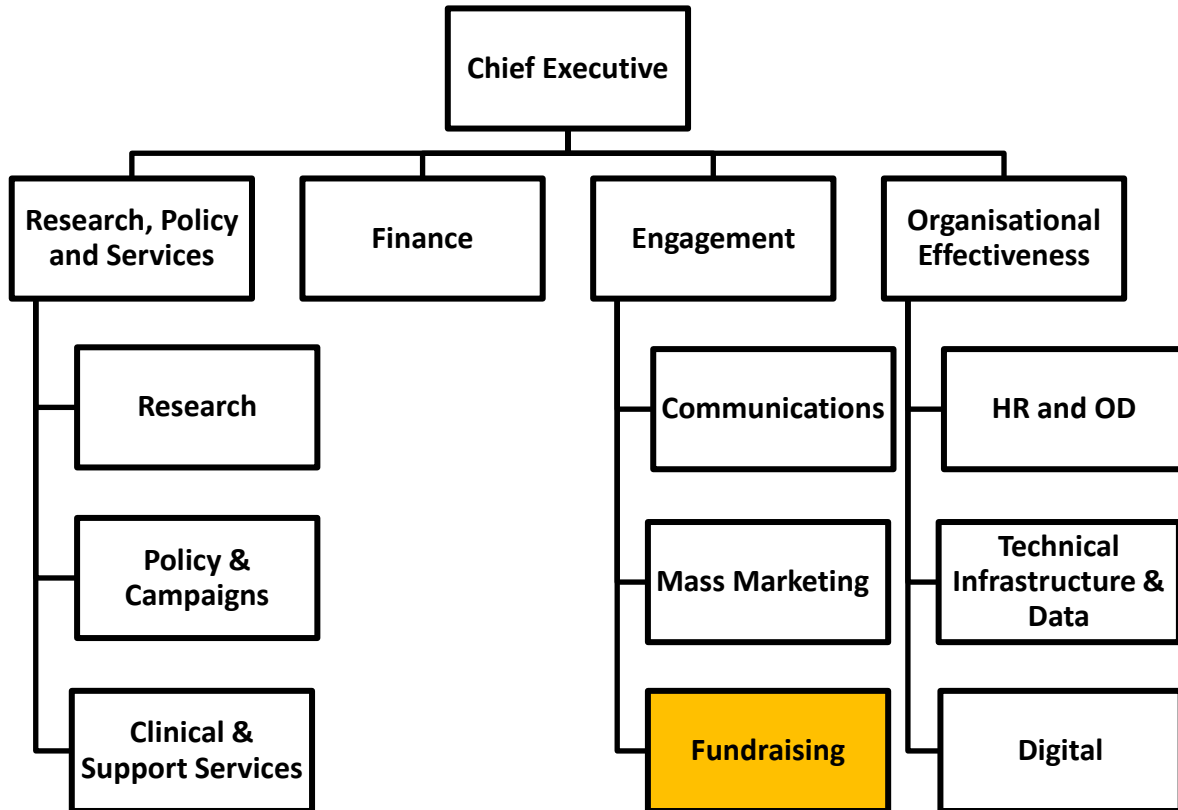 Chief Executive
Research, Policy
and Services
Finance
Engagement
Organisational
Effectiveness
Research
Communications
HR and OD
Policy &
Campaigns
Mass Marketing
Technical
Infrastructure &
Data
Clinical &
Support Services
Fundraising
Digital